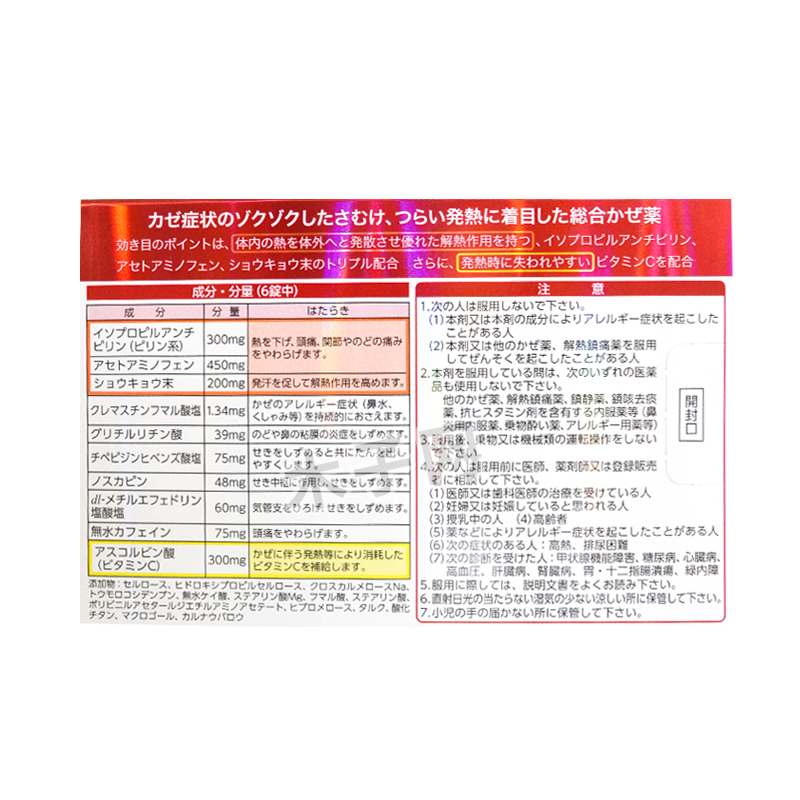 カゼ症状のゾクゾクしたさむけ、つらい発熱に着目した総合かぜ薬
効き目のポイントは、体内の熱を体外へと発散させ優れた解熱作用を持つ、イソプロピルアンチピリン、
アセトアミノフェン、ショウキョウ末のトリプル配合　さらに、発熱時に失われやすいビタミンCを配合
成分・分量(6錠中)
成分　分量　はたらき
イソプロピルアンチ
ピリン(ピリン系)　300mg　熱を下げ、頭痛、関節やのどの痛み
をやわらげます。
アセトアミノフェン　450mg
ショウキョウ末　200mg　発汗を促して解熱作用を高めます。
クレマスチンフマル酸塩　1.34mg　かぜのアレルギー症状(鼻水、
くしゃみ等)を持続的におさえます。
グリチルリチン酸　39mg　のどや鼻の粘膜の炎症をしずめます。
チペピジンヒベンズ酸塩　75mg　せきをしずめると共にたんを出し
やすくします。
ノスカピン　48mg　せき中枢に作用し、せきをしずめます。
dl-メチルエフェドリン
塩酸塩　60mg　気管支をひろげ、せきをしずめます。
無水カフェイン　75mg　頭痛をやわらげます。
アスコルビン酸
(ビタミンC)　300mg　かぜに伴う発熱等により消耗した
ビタミンCを補給します。
添加物:セルロース、ヒドロキシプロピルセルロース、クロスカルメロースNa、
トウモロコシデンプン、無水ケイ酸、ステアリン酸Mg、フマル酸、ステアリン酸、
ポリビニルアセタールジエチルアミノアセテート、ヒプロメロース、タルク、酸化
チタン、マクロゴール、カルナウバロウ
注意
1.次の人は服用しないで下さい。
(1)本剤又は本剤の成分によりアレルギー症状を起こした
ことがある人
(2)本剤又は他のかぜ薬、解熱鎮痛薬を服用
してぜんそくを起こしたことがある人
2.本剤を服用している間は、次のいずれの医薬
品も使用しないで下さい。
他のかぜ薬、解熱鎮痛薬、鎮静薬、鎮咳去痰
薬、抗ヒスタミン剤を含有する内服薬等(鼻
炎用内服薬、乗物酔い薬、アレルギー用薬等)
3.服用後、乗物又は機械類の運転操作をしない
で下さい。
4.次の人は服用前に医師、薬剤師又は登録販売
者に相談して下さい。
(1)医師又は歯科医師の治療を受けている人
(2)妊婦又は妊娠していると思われる人
(3)授乳中の人　(4)高齢者
(5)薬などによりアレルギー症状を起こしたことがある人
(6)次の症状のある人:高熱、排尿困難
(7)次の診断を受けた人:甲状腺機能障害、糖尿病、心臓病、
高血圧、肝臓病、腎臓病、胃・十二指腸潰瘍、緑内障
5.服用に際しては、説明文書をよくお読み下さい。
6.直射日光の当たらない湿気の少ない涼しい所に保管して下さい。
7.小児の手の届かない所に保管して下さい。
開封口
木子网